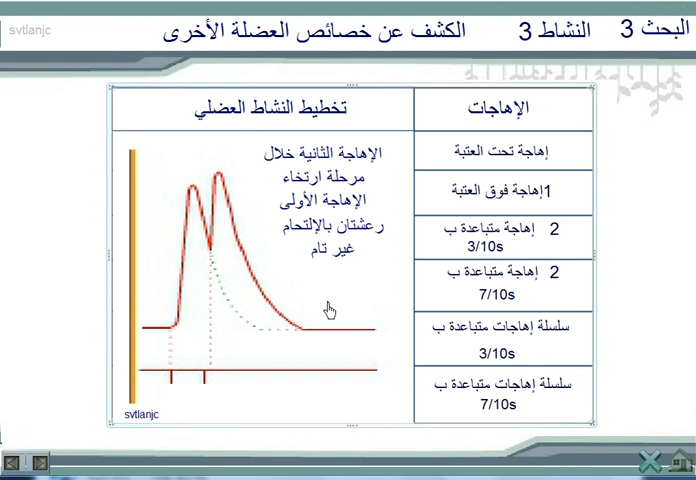 البحث 3
النشاط 3
الكشف عن خصائص العضلة الأخرى
svtlanjc
الإهاجات
تخطيط النشاط العضلي
إهاجة تحت العتبة
1إهاجة فوق العتبة
2 إهاجة متباعدة ب
3/10s
2 إهاجة متباعدة ب
7/10s
سلسلة إهاجات متباعدة ب
3/10s
سلسلة إهاجات متباعدة ب
7/10s
الإهاجة الثانية خلال
مرحلة ارتخاء
الإهاجة الأولى
رعشتان بالإلتحام
غير تام
svtlanjc